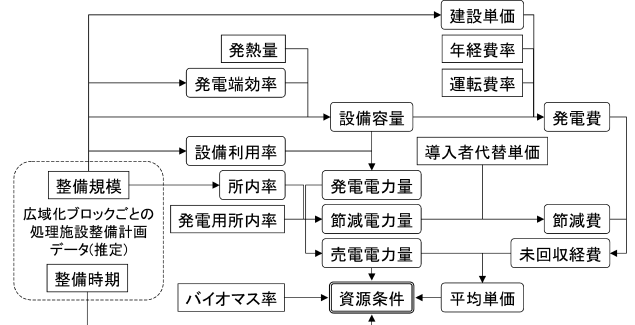 建設単価
発熱量
年経費率
発電端効率
運転費率
設備容量
発電費
設備利用率
導入者代替単価
整備規模
所内率
発電電力量
広域化ブロックごとの
処理施設整備計画
データ(推定)
発電用所内率
節減電力量
節減費
売電電力量
未回収経費
整備時期
バイオマス率
資源条件
平均単価